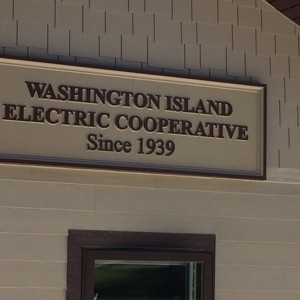 WASHINGTON ISLAND
ELECTRIC COOPERATIVE
Since 1939